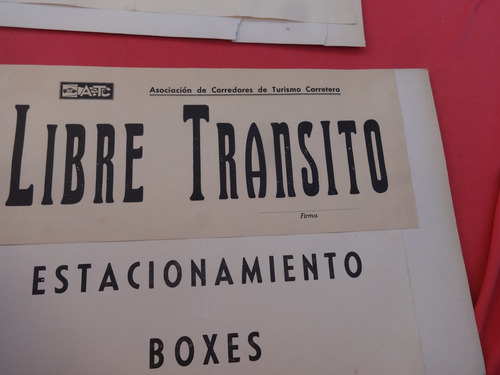 ACTC Asociación de Corredores de Turismo Carretera
LIBRE TRANSITO
Firma
ESTACIONAMIENTO
BOXES